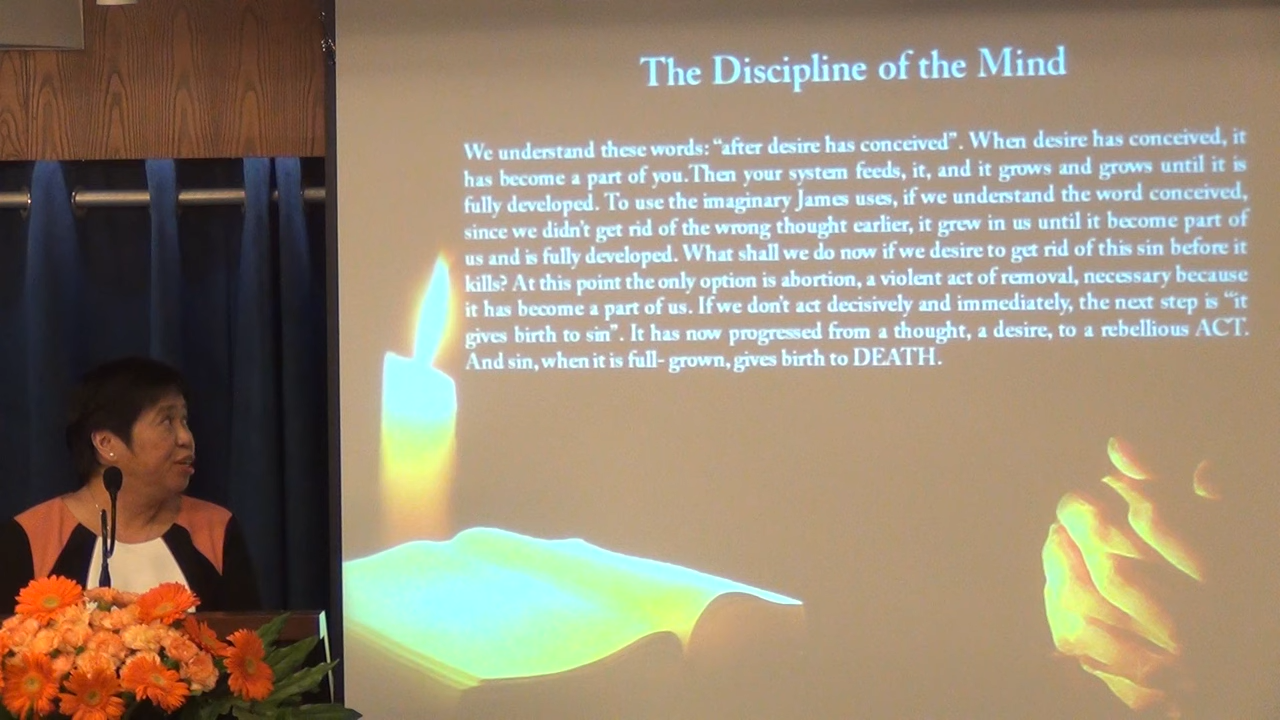 The Discipline of the Mind
We understand these words: “after desire has conceived”. When desire has conceived, it
has become a part of you.Then your system feeds, it, and it grows and grows until it is
fully developed. To use the imaginary James uses, if we understand the word conceived,
since we didn't get rid of the wrong thought earlier, it grew in us until it become part of
us and is fully developed. What shall we do now if we desire to get rid of this sin before it
kills? At this point the only option is abortion, a violent act of removal, necessary because
it has become a part of us. If we don't act decisively and immediately, the next step is “it
gives birth to sin”. It has now progressed from a thought, a desire, to a rebellious ACT.
And sin, when it is full- grown, gives birth to DEATH.